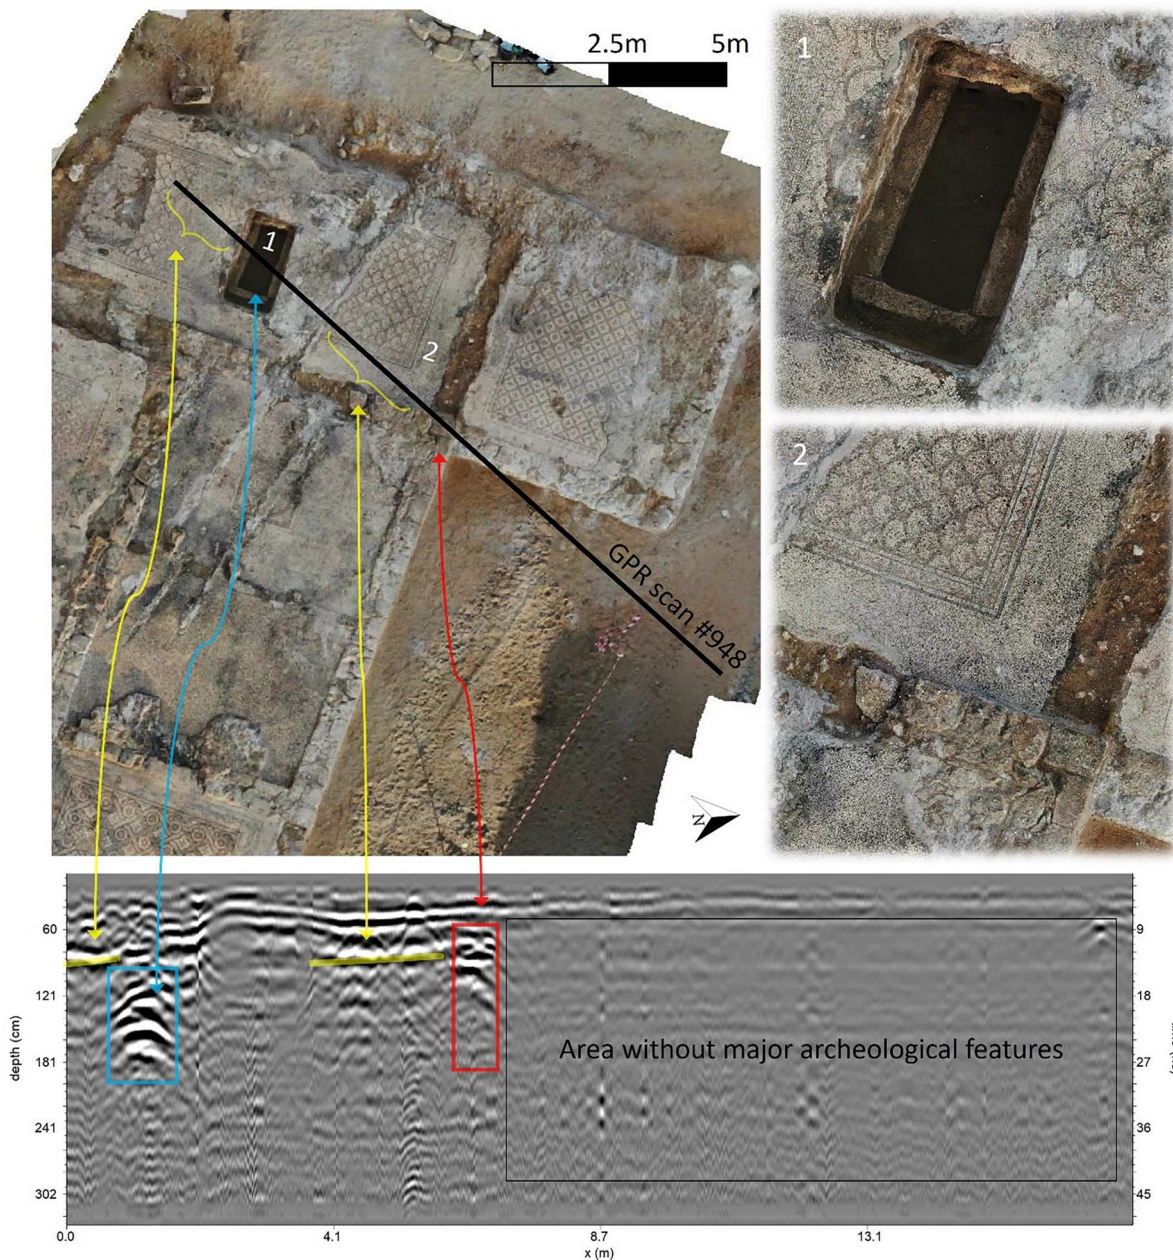 2.5m 5m
1
1
2
GPR scan #948
N
2
60
121
181
241
302
depth (cm)
9
18
27
36
45
Area without major archeological features
0.0 4.1 8.7 13.1
x (m)